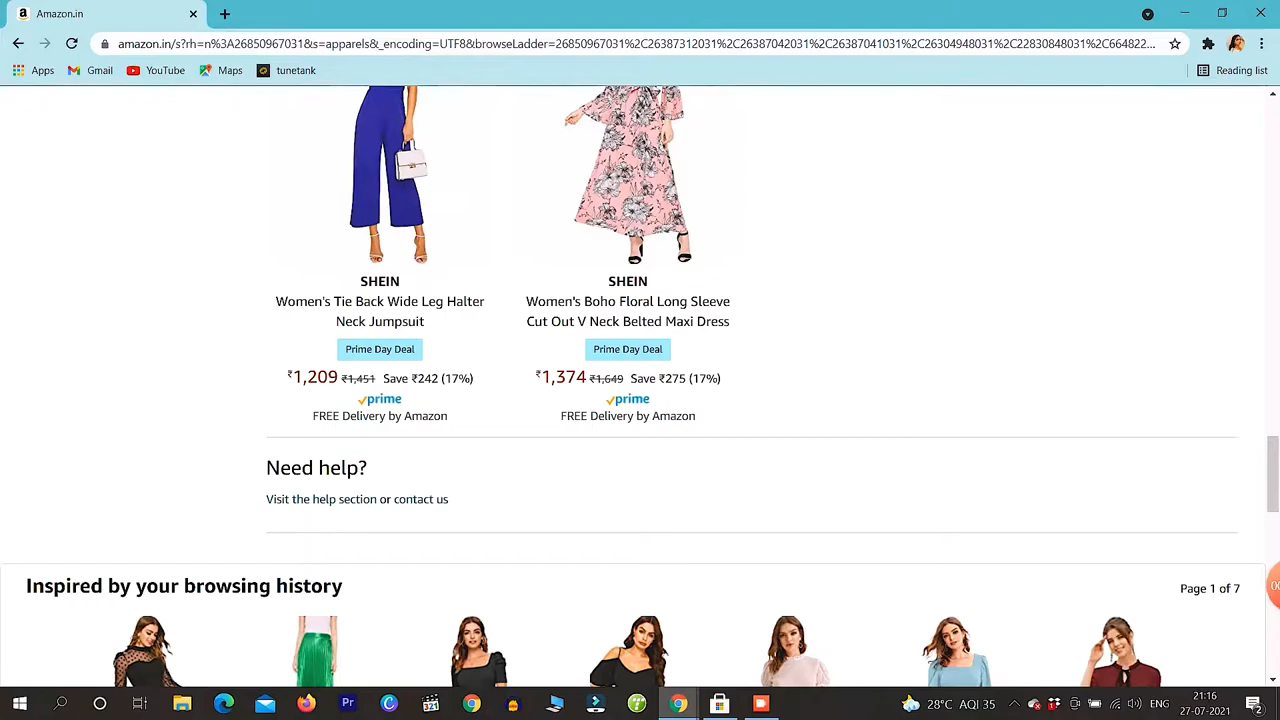 Amazon.in
amazon.in/s?rh=n%3A26850967031&s=apparels&_encoding=UTF8&browseLadder=26850967031%2C26387312031%2C26387042031%2C26387041031%2C26304948031%2C22830848031%2C664822...
Apps Gmail YouTube Maps tunetank Reading list
SHEIN
Women's Tie Back Wide Leg Halter
Neck Jumpsuit
Prime Day Deal
₹1,209 ₹1,451 Save ₹242 (17%)
prime
FREE Delivery by Amazon
SHEIN
Women's Boho Floral Long Sleeve
Cut Out V Neck Belted Maxi Dress
Prime Day Deal
₹1,374 ₹1,649 Save ₹275 (17%)
prime
FREE Delivery by Amazon
Need help?
Visit the help section or contact us
Inspired by your browsing history
Page 1 of 7
28°C AQI 35
ENG
21:16
27-07-2021